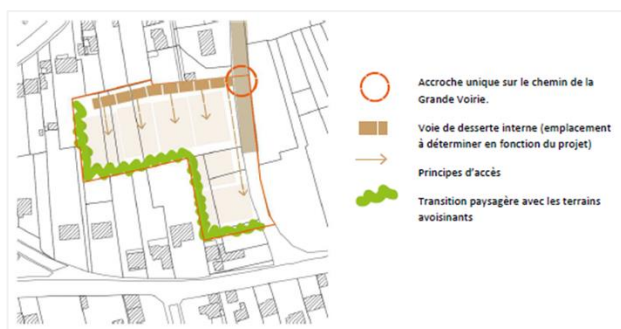 Accroche unique sur le chemin de la
Grande Voirie.
Voie de desserte interne (emplacement
à déterminer en fonction du projet)
Principes d'accès
Transition paysagère avec les terrains
avoisinants